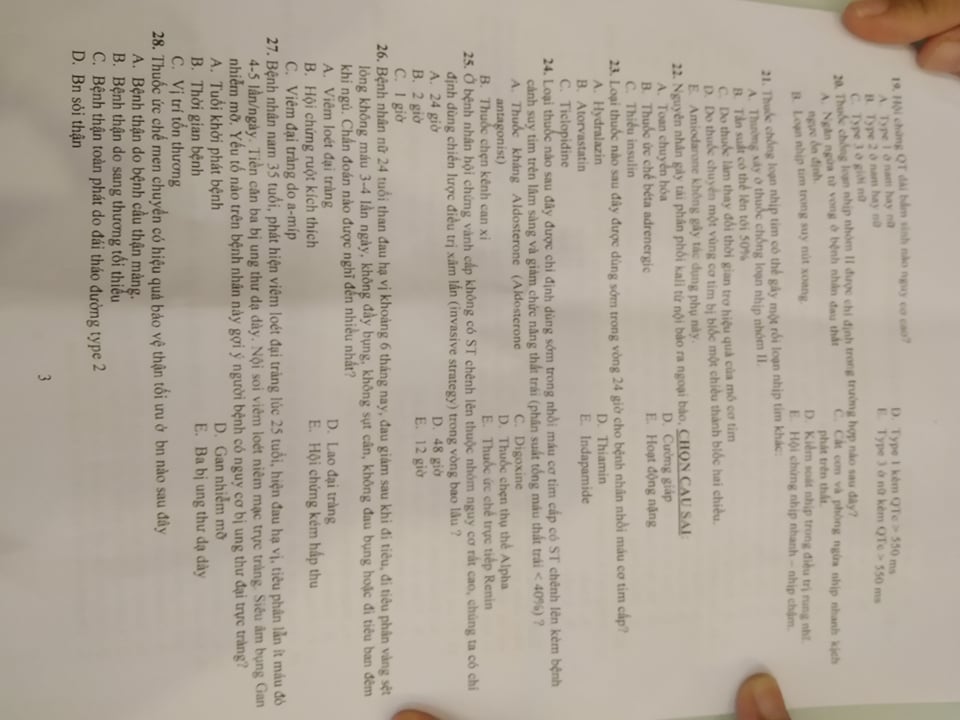 19. Hội chứng QT dài bẩm sinh nào nguy cơ cao?
A. Type 1 ở nam hay nữ
B. Type 2 ở nam hay nữ
C. Type 3 ở giới nữ
D. Type 1 kèm QTc > 550 ms
E. Type 3 ở nữ kèm QTc > 550 ms
20. Thuốc chống loạn nhịp nhóm II được chỉ định trong trường hợp nào sau đây?
A. Ngăn ngừa tử vong ở bệnh nhân đau thắt
ngực ổn định
B. Loạn nhịp tim trong suy nút xoang.
C. Cắt cơn và phòng ngừa nhịp nhanh kịch
phát trên thất.
D. Kiểm soát nhịp trong điều trị rung nhĩ.
E. Hội chứng nhịp nhanh – nhịp chậm.
21. Thuốc chống loạn nhịp tim có thể gây một rối loạn nhịp tim khác:
A. Thường xảy ở thuốc chống loạn nhịp nhóm II.
B. Tần suất có thể lên tới 50%
C. Do thuốc làm thay đổi thời gian trơ hiệu quả của mô cơ tim
D. Do thuốc chuyển một vùng cơ tim bị blốc một chiều thành blốc hai chiều.
E. Amiodarone không gây tác dụng phụ này.
22. Nguyên nhân gây tái phân phối kali từ nội bào ra ngoại bào, CHỌN CÂU SAI:
A. Toan chuyển hóa
B. Thuốc ức chế bêta adrenergic
C. Thiếu insulin
D. Cường giáp
E. Hoạt động nặng
23. Loại thuốc nào sau đây được dùng sớm trong vòng 24 giờ cho bệnh nhân nhồi máu cơ tim cấp?
A. Hydralazin
B. Atorvastatin
C. Ticlopidine
D. Thiamin
E. Indapamide
24. Loại thuốc nào sau đây được chỉ định dùng sớm trong nhồi máu cơ tim cấp có ST chênh lên kèm bệnh
cảnh suy tim trên lâm sàng và giảm chức năng thất trái (phân suất tống máu thất trái < 40%) ?
A. Thuốc kháng Aldosterone (Aldosterone
antagonist)
B. Thuốc chẹn kênh can xi
C. Digoxine
D. Thuốc chẹn thụ thể Alpha
E. Thuốc ức chế trực tiếp Renin
25. Ở bệnh nhân hội chứng vành cấp không có ST chênh lên thuộc nhóm nguy cơ rất cao, chúng ta có chỉ
định dùng chiến lược điều trị xâm lấn (invasive strategy) trong vòng bao lâu ?
A. 24 giờ
B. 2 giờ
C. 1 giờ
D. 48 giờ
E. 12 giờ
26. Bệnh nhân nữ 24 tuổi than đau hạ vị khoảng 6 tháng nay, đau giảm sau khi đi tiêu, đi tiêu phân vàng sệt
lỏng không máu 3-4 lần ngày, không đầy bụng, không sụt cân, không đau bụng hoặc đi tiêu ban đêm
khi ngủ. Chẩn đoán nào được nghĩ đến nhiều nhất?
A. Viêm loét đại tràng
B. Hội chứng ruột kích thích
C. Viêm đại tràng do a-míp
D. Lao đại tràng
E. Hội chứng kém hấp thu
27. Bệnh nhân nam 35 tuổi, phát hiện viêm loét đại tràng lúc 25 tuổi, hiện đau hạ vị, tiêu phân lẫn ít máu đỏ
4-5 lần/ngày. Tiền căn ba bị ung thư dạ dày. Nội soi viêm loét niêm mạc trực tràng. Siêu âm bụng Gan
nhiễm mỡ. Yếu tố nào trên bệnh nhân này gợi ý người bệnh có nguy cơ bị ung thư đại trực tràng?
A. Tuổi khởi phát bệnh
B. Thời gian bệnh
C. Vị trí tổn thương
D. Gan nhiễm mỡ
E. Ba bị ung thư dạ dày
28. Thuốc ức chế men chuyển có hiệu quả bảo vệ thận tối ưu ở bn nào sau đây
A. Bệnh thận do bệnh cầu thận màng.
B. Bệnh thận do sang thương tối thiểu
C. Bệnh thận toàn phát do đái tháo đường type 2
D. Bn sỏi thận
3